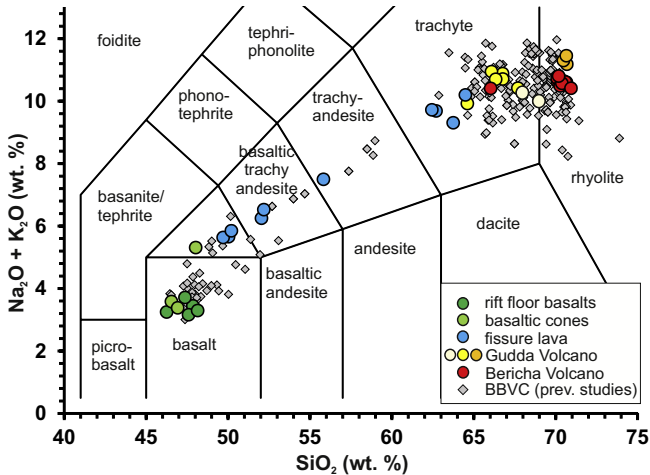 12
10
8
6
4
2
0
Na2O + K2O (wt. %)
foidite
tephri-
phonolite
trachyte
phono-
tephrite
trachy-
andesite
basaltic
trachy
andesite
basanite/
tephrite
rhyolite
dacite
andesite
basaltic
andesite
basalt
picro-
basalt
rift floor basalts
basaltic cones
fissure lava
Gudda Volcano
Bericha Volcano
BBVC (prev. studies)
40 45 50 55 60 65 70 75
SiO2 (wt. %)